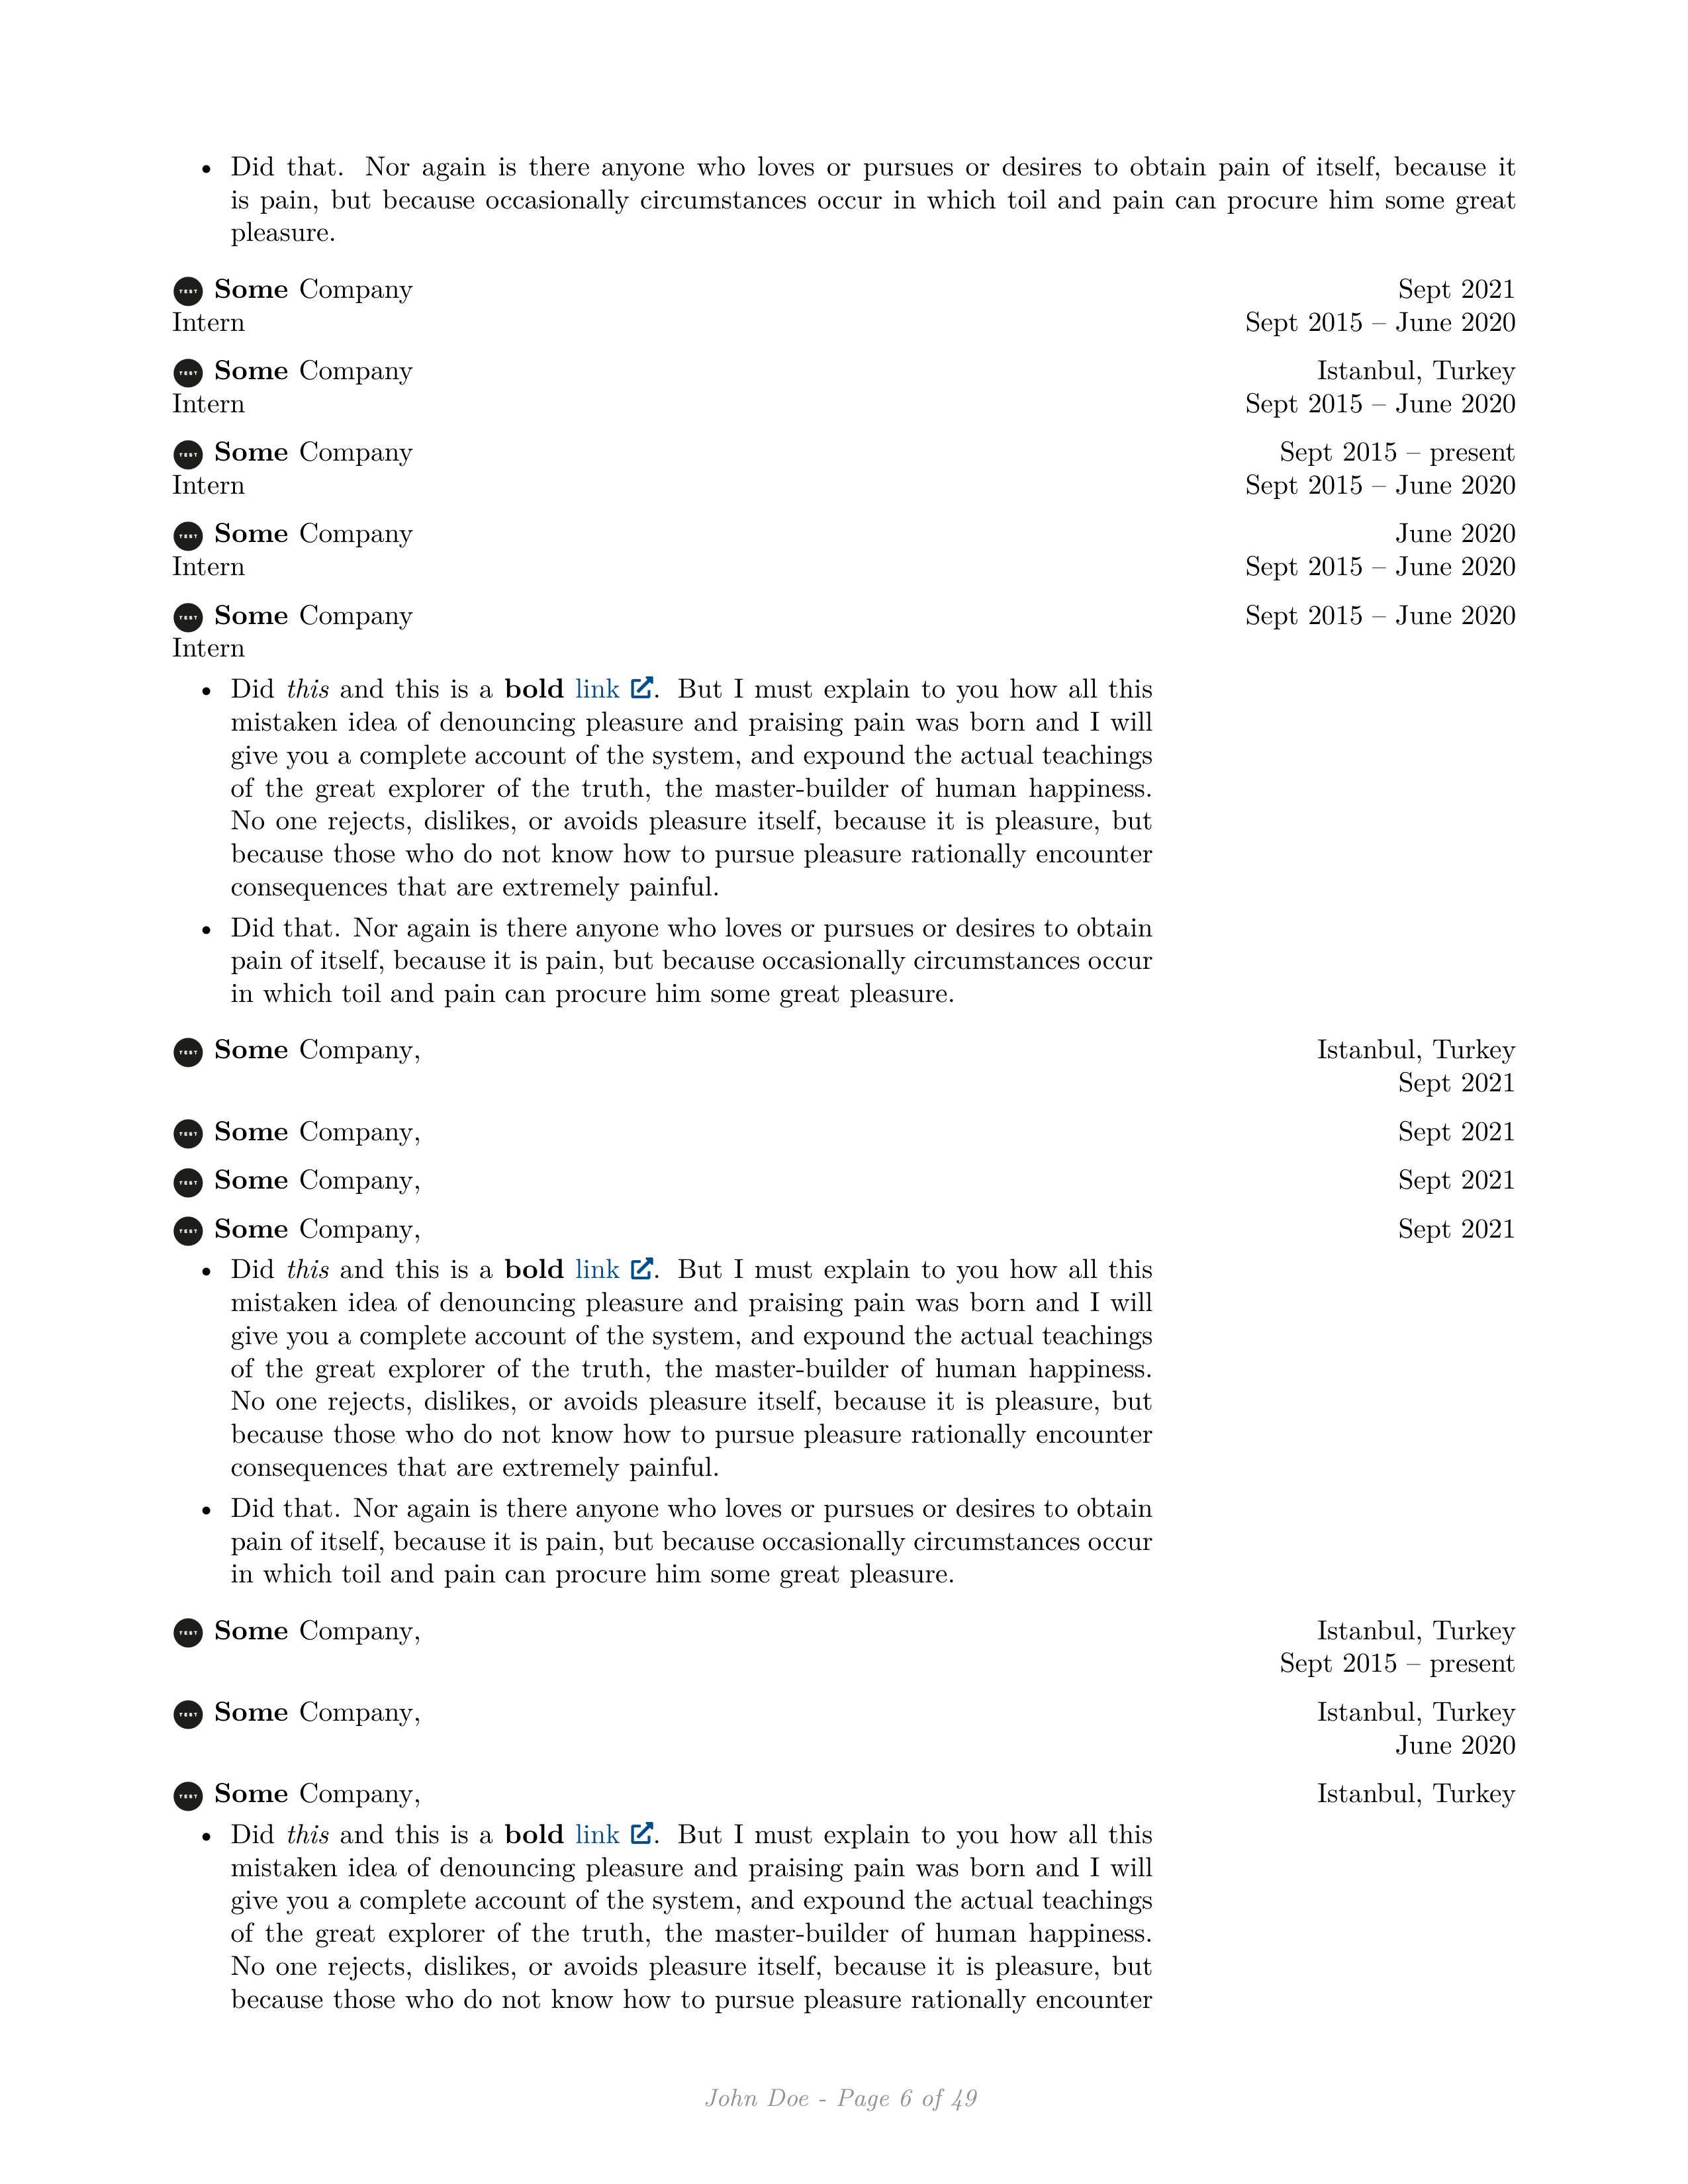 • Did that. Nor again is there anyone who loves or pursues or desires to obtain pain of itself, because it
is pain, but because occasionally circumstances occur in which toil and pain can procure him some great
pleasure.
TEST Some Company Sept 2021
Intern Sept 2015 – June 2020
TEST Some Company Istanbul, Turkey
Intern Sept 2015 – June 2020
TEST Some Company Sept 2015 – present
Intern Sept 2015 – June 2020
TEST Some Company June 2020
Intern Sept 2015 – June 2020
TEST Some Company Sept 2015 – June 2020
Intern
• Did this and this is a bold link. But I must explain to you how all this
mistaken idea of denouncing pleasure and praising pain was born and I will
give you a complete account of the system, and expound the actual teachings
of the great explorer of the truth, the master-builder of human happiness.
No one rejects, dislikes, or avoids pleasure itself, because it is pleasure, but
because those who do not know how to pursue pleasure rationally encounter
consequences that are extremely painful.
• Did that. Nor again is there anyone who loves or pursues or desires to obtain
pain of itself, because it is pain, but because occasionally circumstances occur
in which toil and pain can procure him some great pleasure.
TEST Some Company, Istanbul, Turkey
Sept 2021
TEST Some Company, Sept 2021
TEST Some Company, Sept 2021
TEST Some Company, Sept 2021
• Did this and this is a bold link. But I must explain to you how all this
mistaken idea of denouncing pleasure and praising pain was born and I will
give you a complete account of the system, and expound the actual teachings
of the great explorer of the truth, the master-builder of human happiness.
No one rejects, dislikes, or avoids pleasure itself, because it is pleasure, but
because those who do not know how to pursue pleasure rationally encounter
consequences that are extremely painful.
• Did that. Nor again is there anyone who loves or pursues or desires to obtain
pain of itself, because it is pain, but because occasionally circumstances occur
in which toil and pain can procure him some great pleasure.
TEST Some Company, Istanbul, Turkey
Sept 2015 – present
TEST Some Company, Istanbul, Turkey
June 2020
TEST Some Company, Istanbul, Turkey
• Did this and this is a bold link. But I must explain to you how all this
mistaken idea of denouncing pleasure and praising pain was born and I will
give you a complete account of the system, and expound the actual teachings
of the great explorer of the truth, the master-builder of human happiness.
No one rejects, dislikes, or avoids pleasure itself, because it is pleasure, but
because those who do not know how to pursue pleasure rationally encounter
John Doe - Page 6 of 49